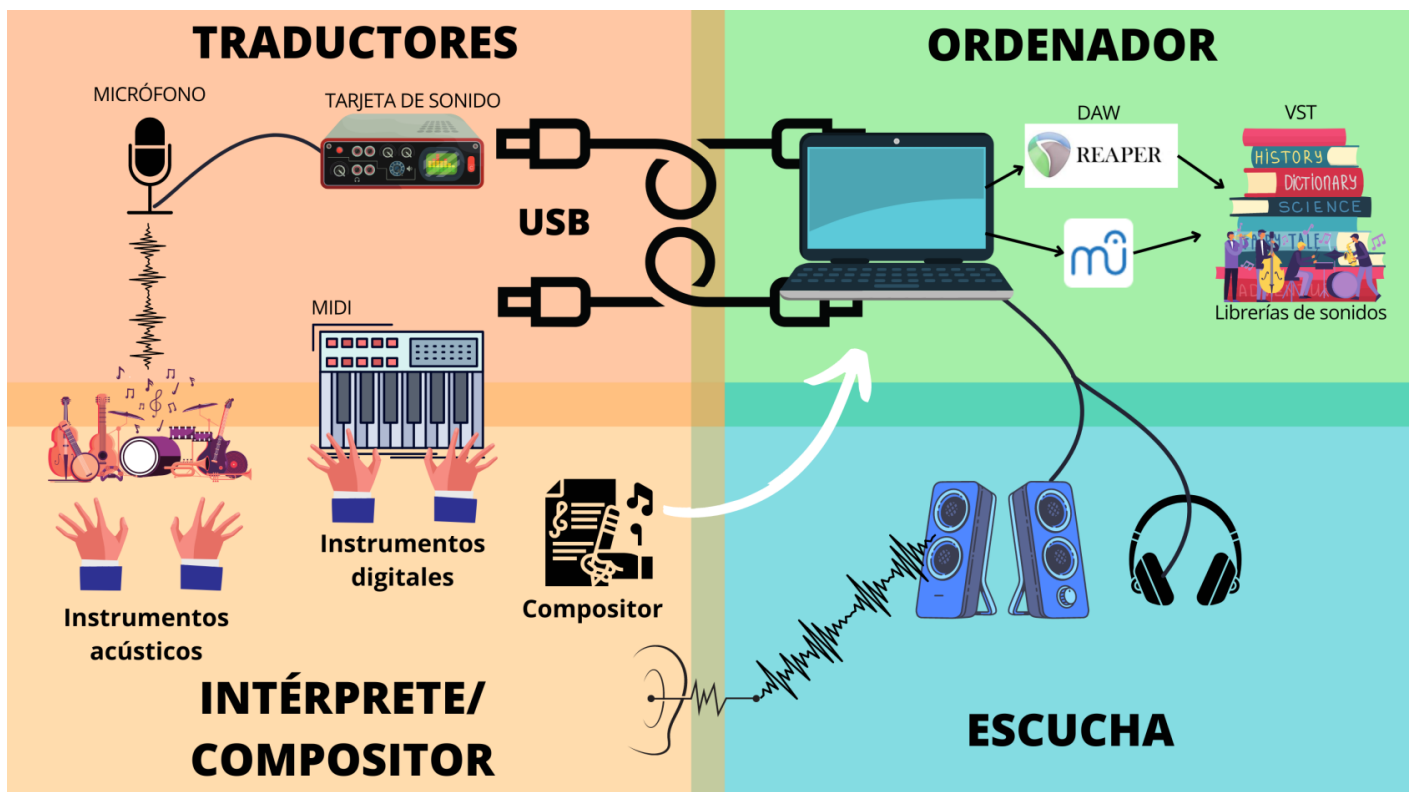 TRADUCTORES
ORDENADOR
MICRÓFONO
TARJETA DE SONIDO
DAW
VST
REAPER
HISTORY
DICTIONARY
SCIENCE
USB
MIDI
Librerías de sonidos
Instrumentos
digitales
Instrumentos
acústicos
Compositor
INTÉRPRETE/
COMPOSITOR
ESCUCHA